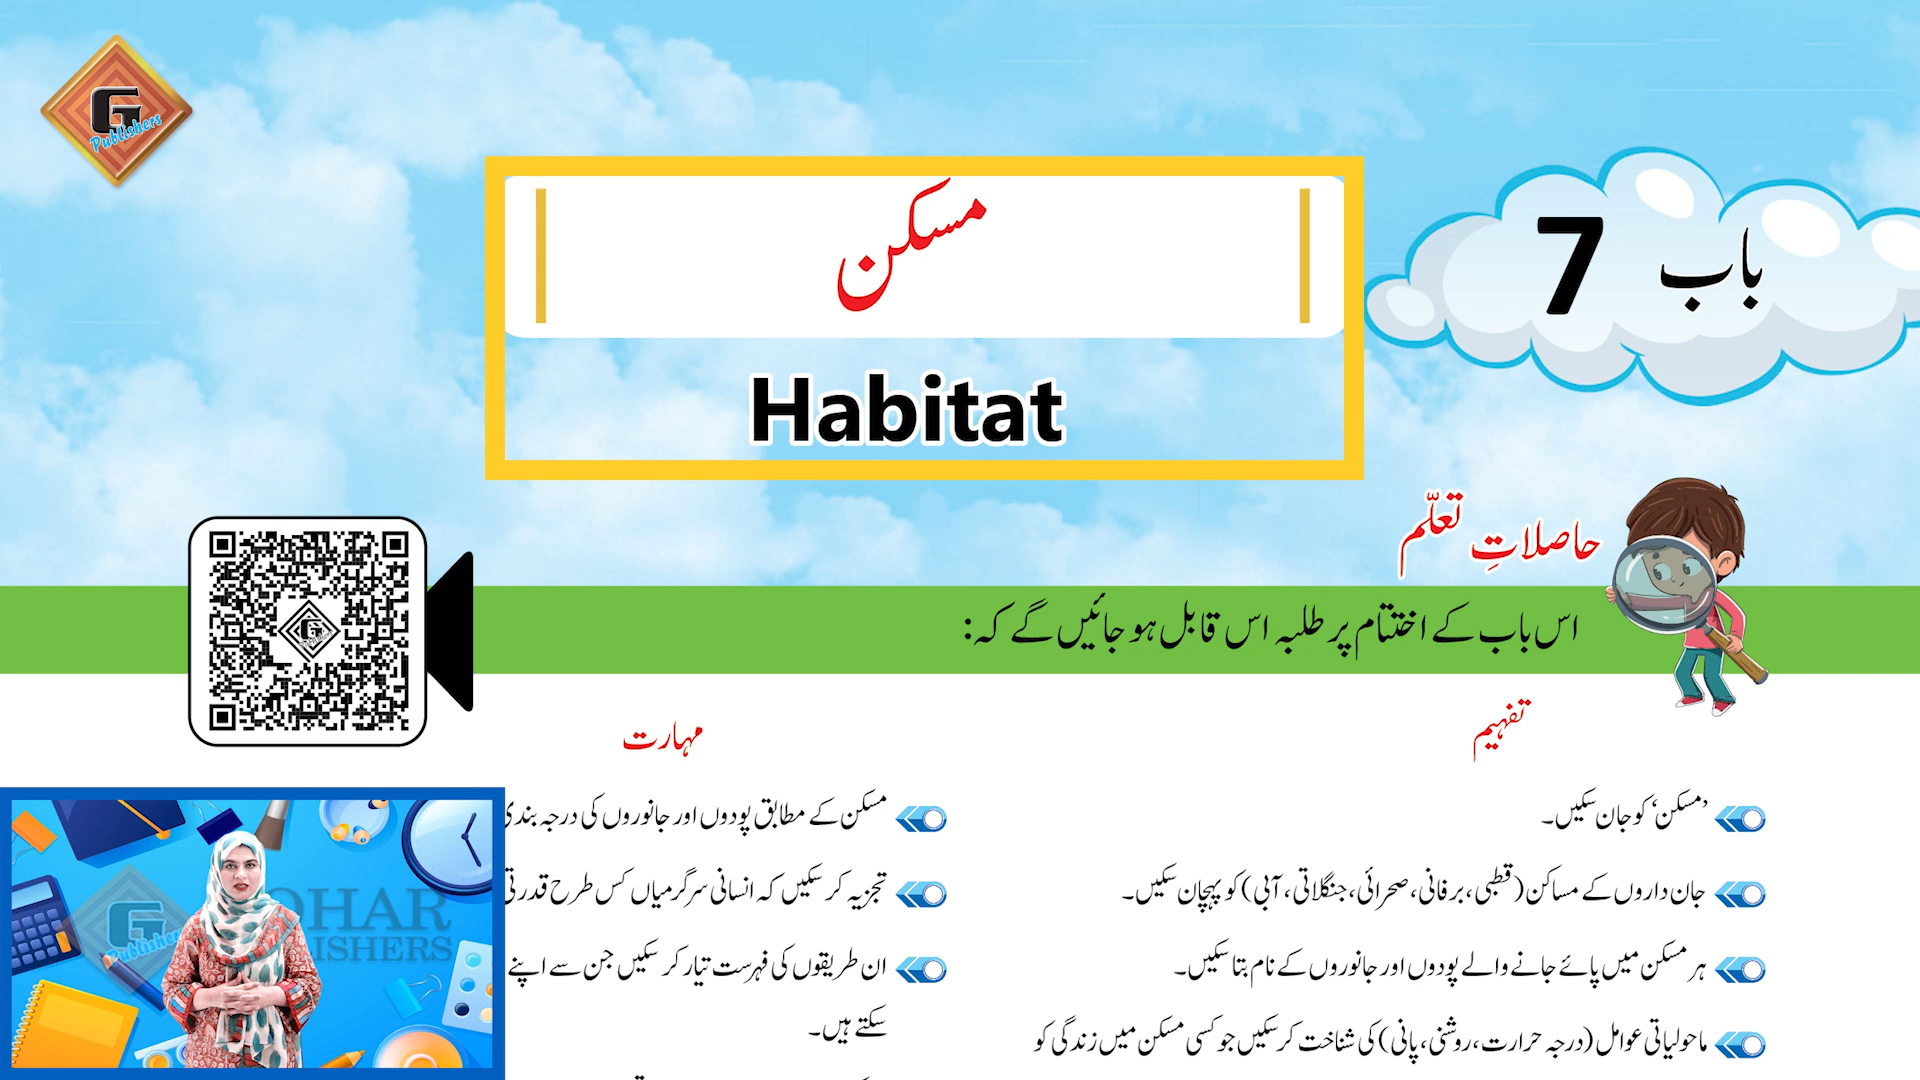 G
Publishers
باب 7
مسکن
Habitat
حاصلاتِ تعلّم
اس باب کے اختتام پر طلبہ اس قابل ہو جائیں گے کہ:
تفہیم
’مسکن‘ کو جان سکیں۔
جان داروں کے مساکن (قطبی، برفانی، صحرائی، جنگلاتی، آبی) کو پہچان سکیں۔
ہر مسکن میں پائے جانے والے پودوں اور جانوروں کے نام بتا سکیں۔
ماحولیاتی عوامل (درجہ حرارت، روشنی، پانی) کی شناخت کر سکیں جو کسی مسکن میں زندگی کو
مہارت
مسکن کے مطابق پودوں اور جانوروں کی درجہ بندی
تجزیہ کر سکیں کہ انسانی سرگرمیاں کس طرح قدرتی
ان طریقوں کی فہرست تیار کر سکیں جن سے اپنے
سکتے ہیں۔
G
Publishers
OHAR
LISHERS